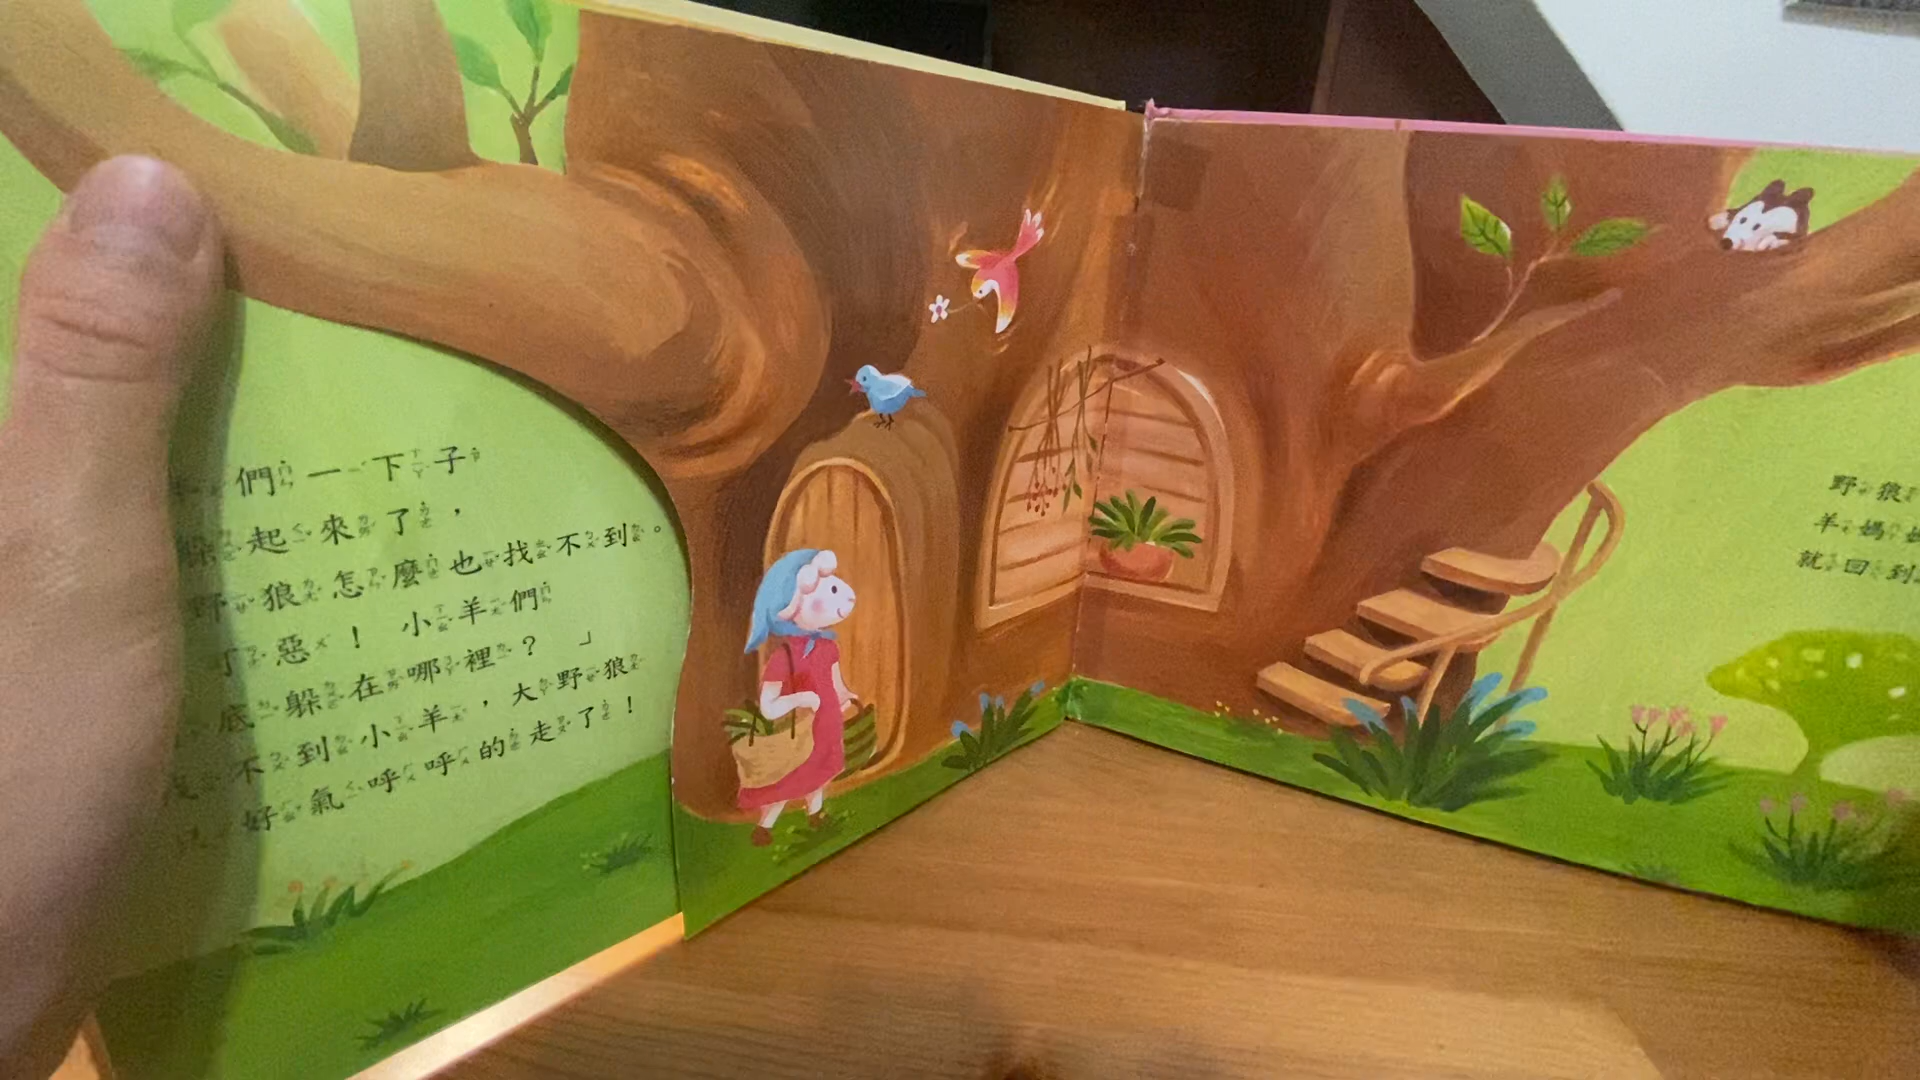 們一下子
起來了，
野狼怎麼也找不到。
惡！小羊們
底躲在哪裡？」
不到小羊，大野狼
好氣呼呼的走了！
野狼
羊媽
就回到